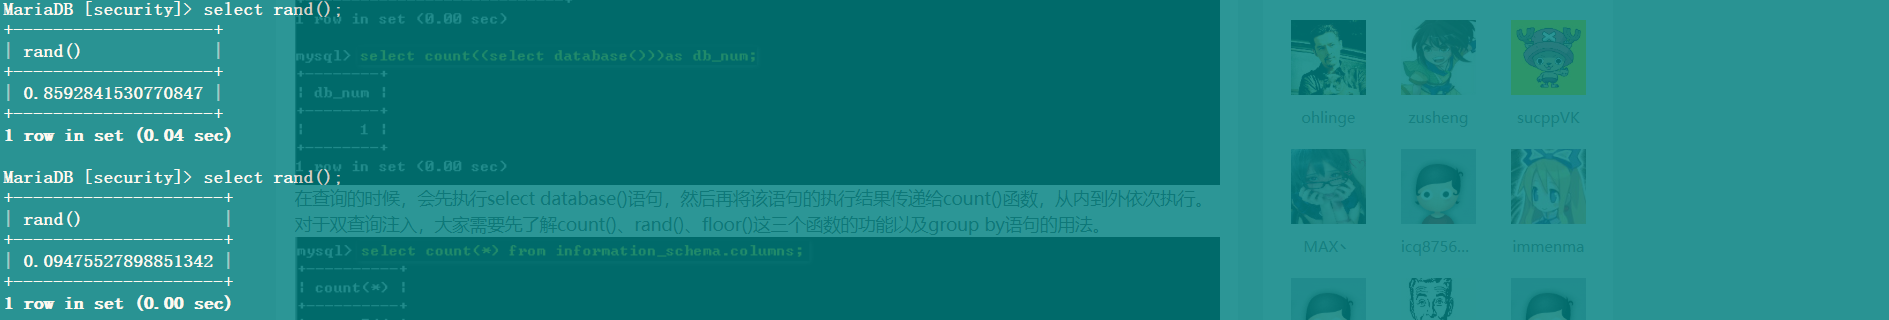 MariaDB [security]> select rand();
+---------------------+
| rand()              |
+---------------------+
| 0.8592841530770847 |
+---------------------+
1 row in set (0.04 sec)
MariaDB [security]> select rand();
+----------------------+
| rand()               |
+----------------------+
| 0.09475527898851342 |
+----------------------+
1 row in set (0.00 sec)
1 row in set (0.00 sec)
mysql> select count((select database()))as db_num;
+--------+
| db_num |
+--------+
|      1 |
+--------+
1 row in set (0.00 sec)
在查询的时候，会先执行select database()语句，然后再将该语句的执行结果传递给count()函数，从内到外依次执行。
对于双查询注入，大家需要先了解count()、rand()、floor()这三个函数的功能以及group by语句的用法。
mysql> select count(*) from information_schema.columns;
+----------+
| count(*) |
+----------+
ohlinge
zusheng
sucppVK
MAX丶
icq8756...
immenma